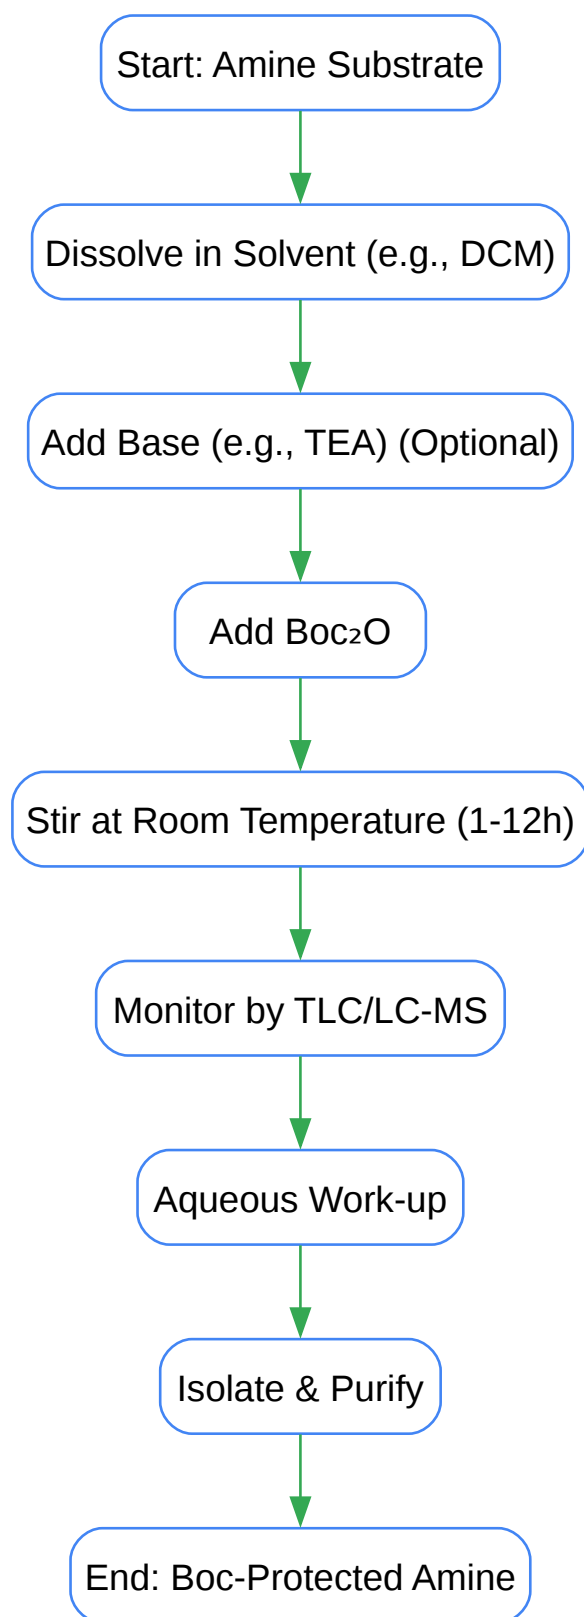 Start: Amine Substrate
Dissolve in Solvent (e.g., DCM)
Add Base (e.g., TEA) (Optional)
Add Boc₂O
Stir at Room Temperature (1-12h)
Monitor by TLC/LC-MS
Aqueous Work-up
Isolate & Purify
End: Boc-Protected Amine